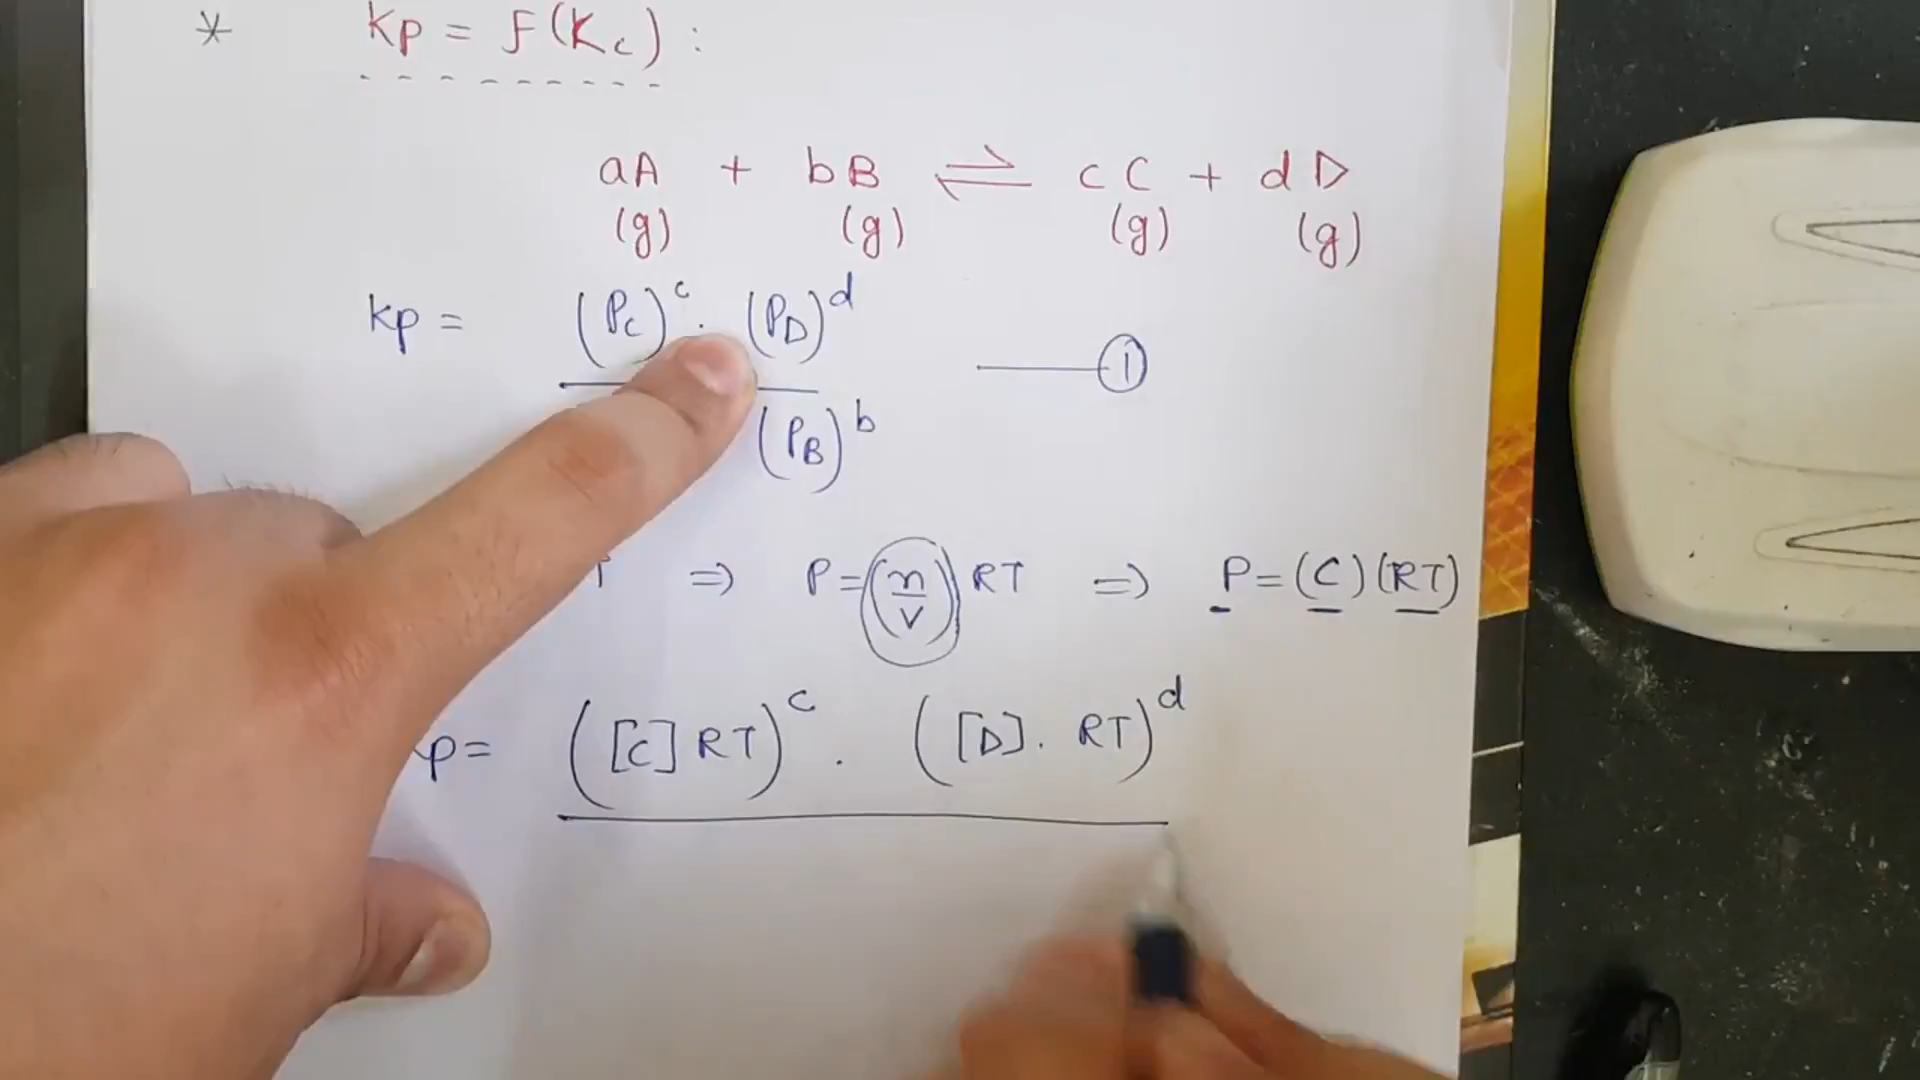 * Kp = F(Kc) :
aA + bB ⇌ cC + dD
(g) (g) (g) (g)
Kp = (PC)^c . (PD)^d
(PB)^b ——— ①
⇒ P = (n/V) RT ⇒ P = (C)(RT)
p = ([C] RT)^c . ([D]. RT)^d